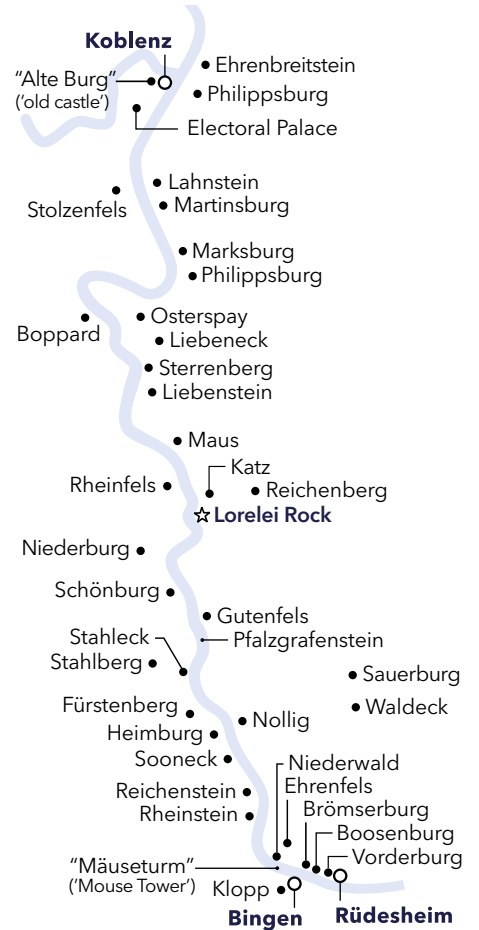 Koblenz
Ehrenbreitstein
“Alte Burg”
(‘old castle‘)
Philippsburg
Electoral Palace
Lahnstein
Stolzenfels
Martinsburg
Marksburg
Philippsburg
Osterspay
Boppard
Liebeneck
Sterrenberg
Liebenstein
Maus
Katz
Rheinfels
Reichenberg
Lorelei Rock
Niederburg
Schönburg
Gutenfels
Stahleck
Pfalzgrafenstein
Stahlberg
Sauerburg
Fürstenberg
Waldeck
Nollig
Heimburg
Sooneck
Niederwald
Ehrenfels
Reichenstein
Brömserburg
Rheinstein
Boosenburg
Vorderburg
“Mäuseturm”
(‘Mouse Tower’)
Klopp
Bingen
Rüdesheim